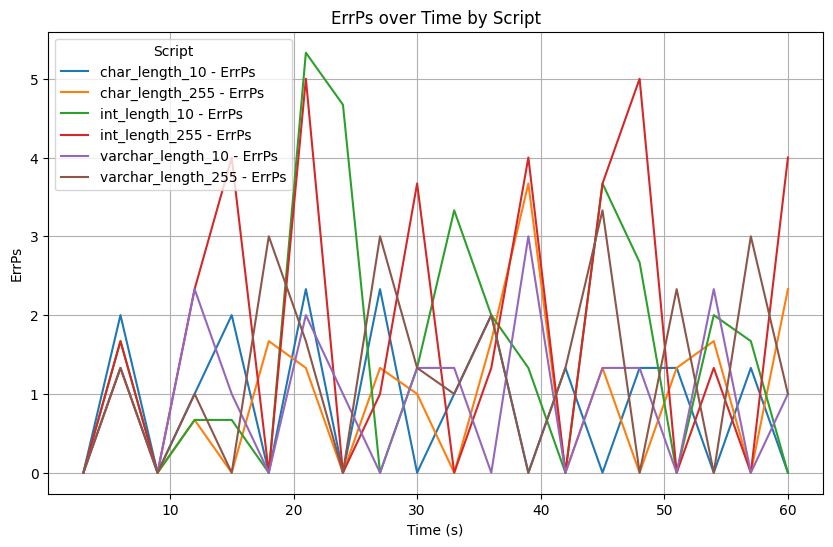 ErrPs over Time by Script
Script
char_length_10 - ErrPs
char_length_255 - ErrPs
int_length_10 - ErrPs
int_length_255 - ErrPs
varchar_length_10 - ErrPs
varchar_length_255 - ErrPs
ErrPs
5
4
3
2
1
0
10 20 30 40 50 60
Time (s)